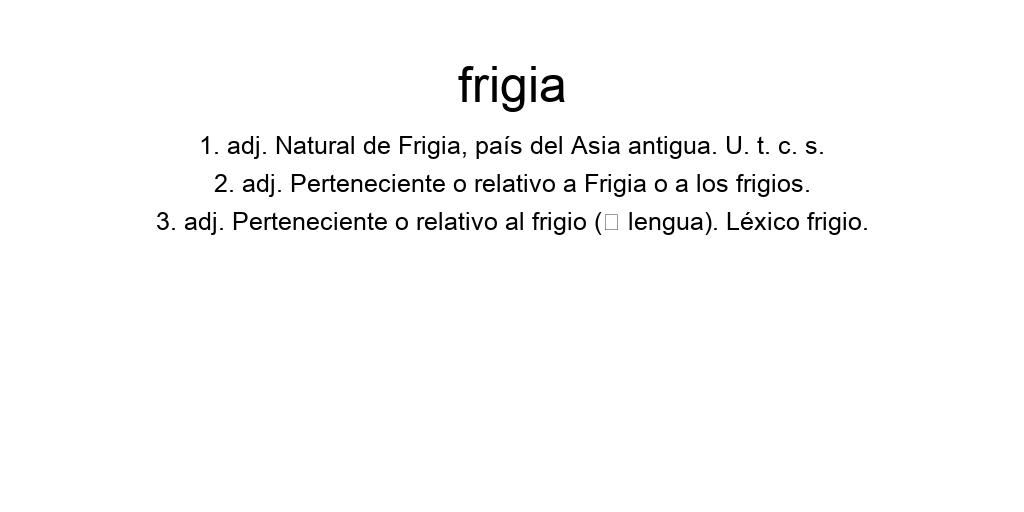 frigia
1. adj. Natural de Frigia, país del Asia antigua. U. t. c. s.
2. adj. Perteneciente o relativo a Frigia o a los frigios.
3. adj. Perteneciente o relativo al frigio (□ lengua). Léxico frigio.